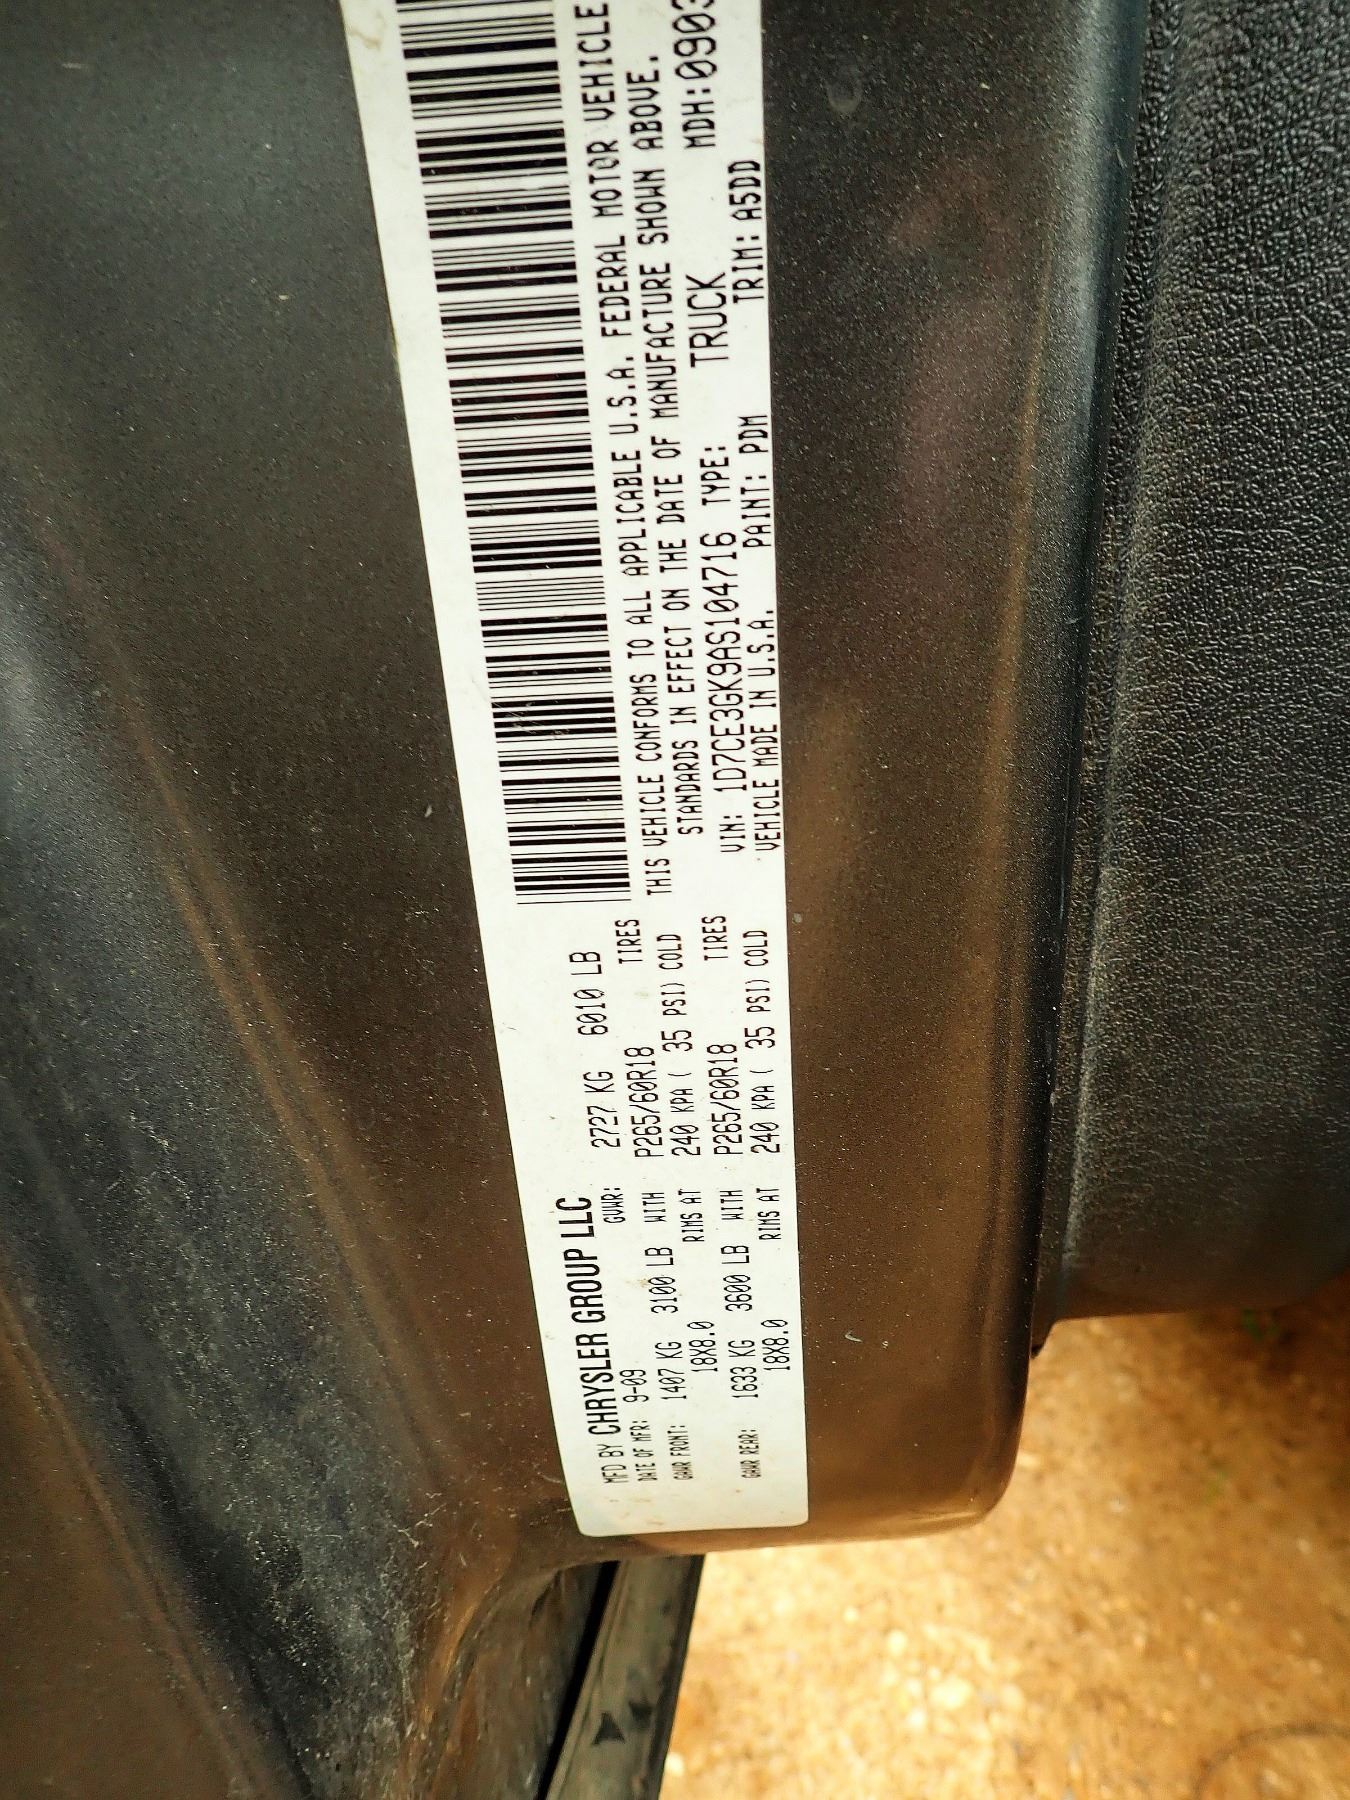 MFD BY CHRYSLER GROUP LLC
DATE OF MFR: 9-09 GVWR: 2727 KG 6010 LB
GAWR FRONT: 1407 KG 3100 LB WITH P265/60R18 TIRES
18X8.0 RIMS AT 240 KPA ( 35 PSI) COLD
GAWR REAR: 1633 KG 3600 LB WITH P265/60R18 TIRES
18X8.0 RIMS AT 240 KPA ( 35 PSI) COLD
THIS VEHICLE CONFORMS TO ALL APPLICABLE U.S.A. FEDERAL MOTOR VEHICLE
STANDARDS IN EFFECT ON THE DATE OF MANUFACTURE SHOWN ABOVE.
VIN: 1D7CE3GK9AS104716 TYPE: TRUCK MDH:0903
VEHICLE MADE IN U.S.A. PAINT: PDM TRIM: A5DD